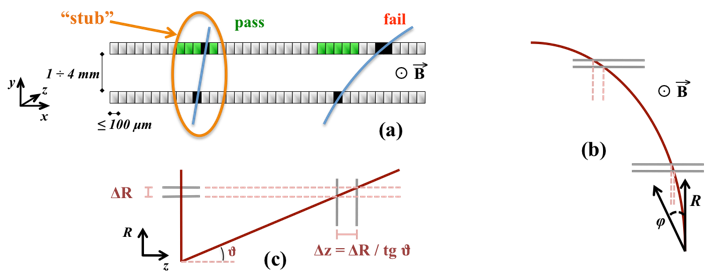 “stub”
pass
fail
1 ÷ 4 mm
⊙ B
y
z
x
≤ 100 μm
(a)
⊙ B
(b)
R
φ
ΔR
R
z
ϑ
(c)
Δz = ΔR / tg ϑ